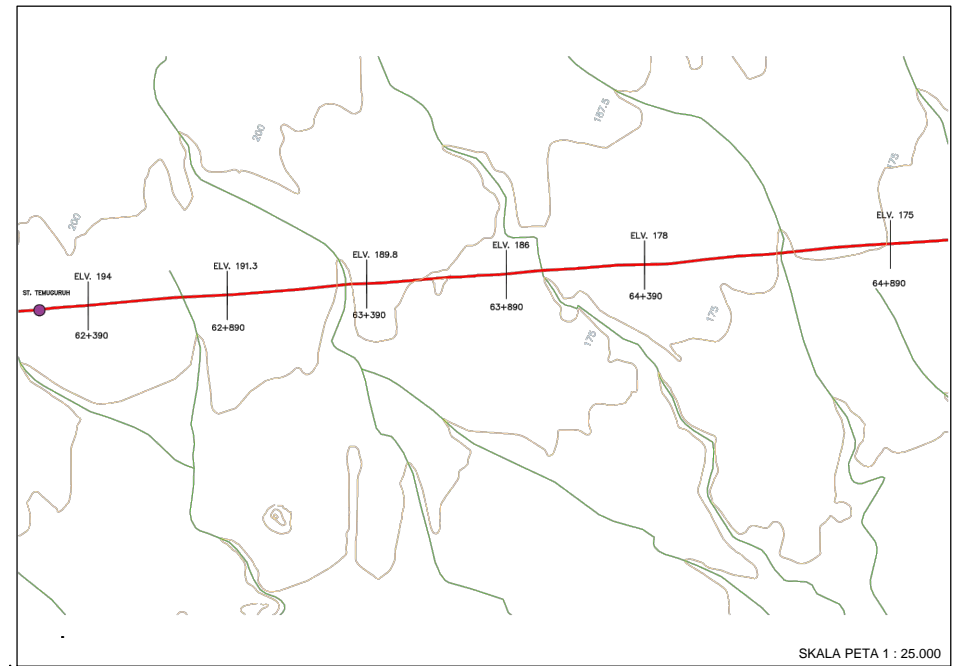 187.5
200
175
200
ELV. 175
ELV. 178
ELV. 186
ELV. 189.8
ELV. 191.3
ELV. 194
ST. TEMUGURUH
64+890
64+390
63+890
63+390
62+890
62+390
175
175
SKALA PETA 1 : 25.000